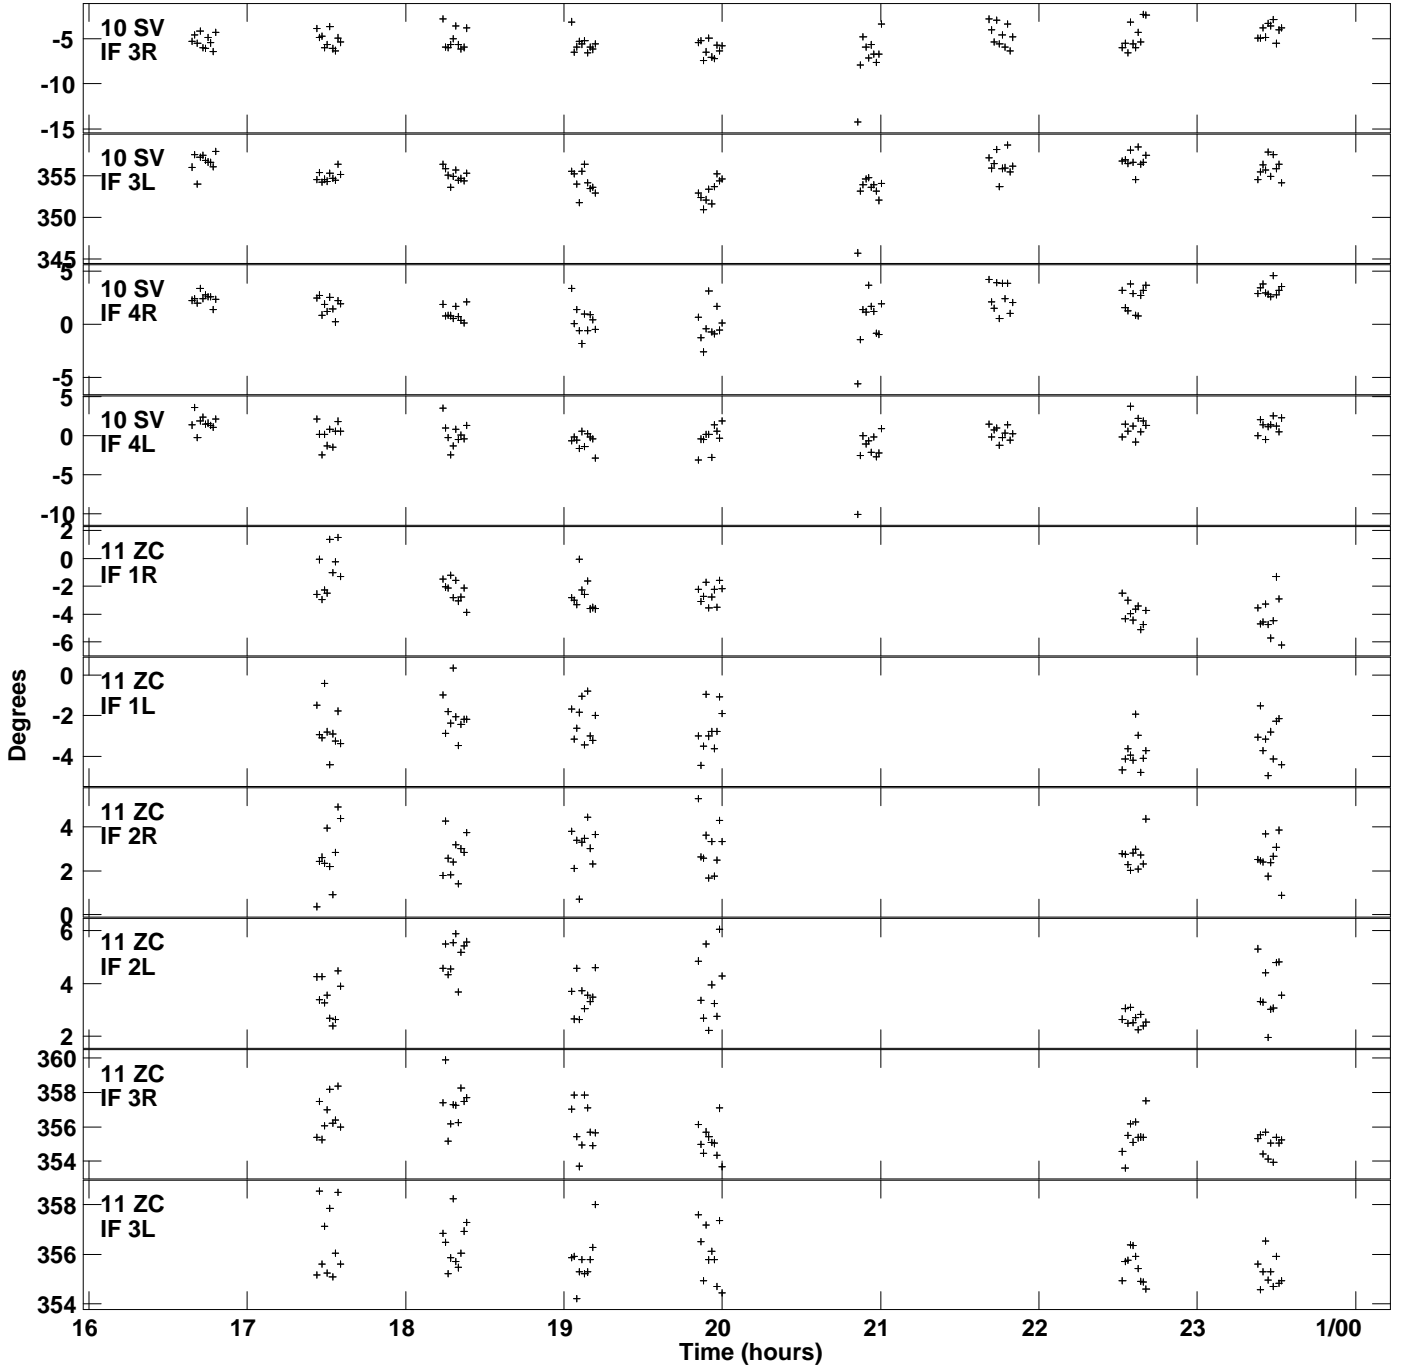 10 SV
IF 3R
-5
-10
-15
10 SV
IF 3L
355
350
345
10 SV
IF 4R
5
0
-5
10 SV
IF 4L
5
0
-5
-10
11 ZC
IF 1R
2
0
-2
-4
-6
11 ZC
IF 1L
0
-2
-4
11 ZC
IF 2R
4
2
0
11 ZC
IF 2L
6
4
2
11 ZC
IF 3R
360
358
356
354
11 ZC
IF 3L
358
356
354
Degrees
16 17 18 19 20 21 22 23 1/00
Time (hours)